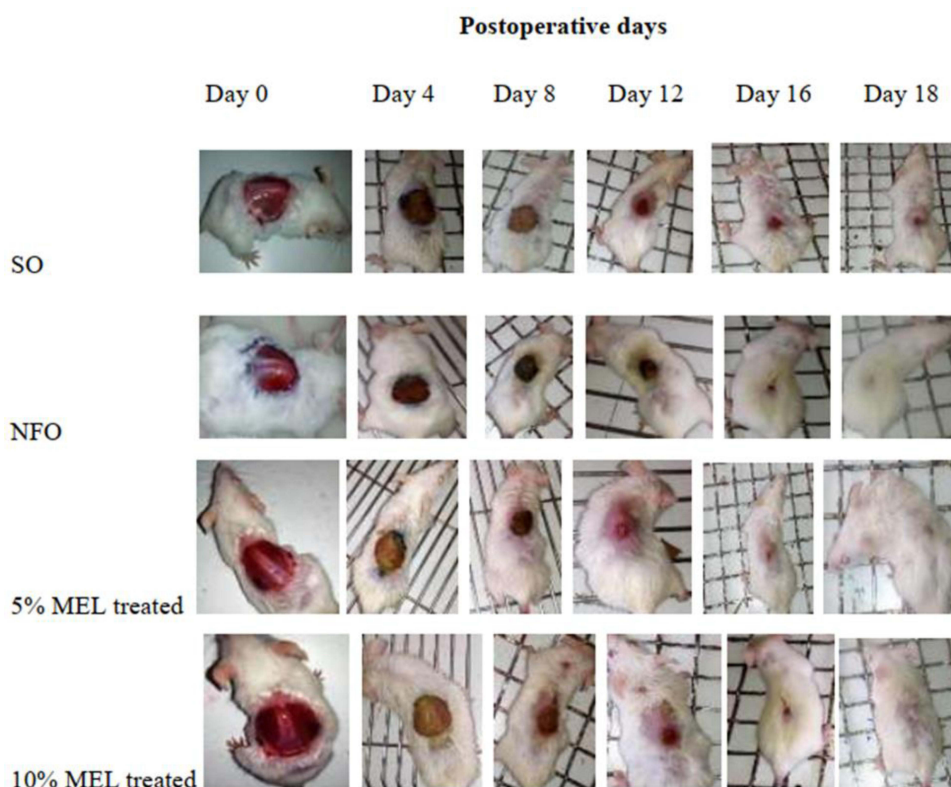 Postoperative days
Day 0 Day 4 Day 8 Day 12 Day 16 Day 18
SO
NFO
5% MEL treated
10% MEL treated